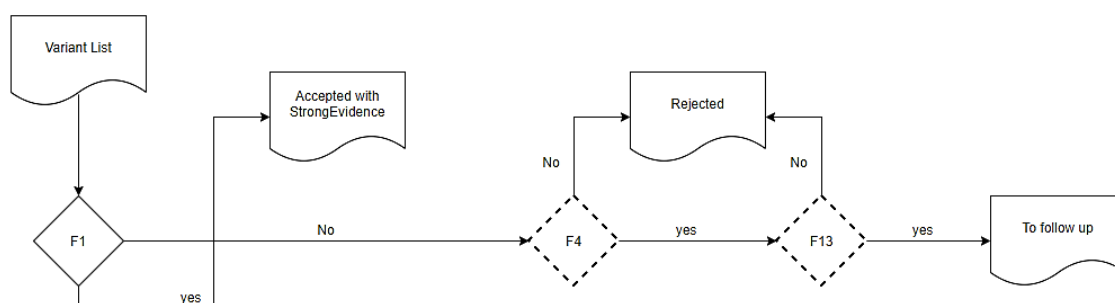 Variant List
Accepted with
StrongEvidence
Rejected
No
No
F1
No
F4
yes
F13
yes
To follow up
yes